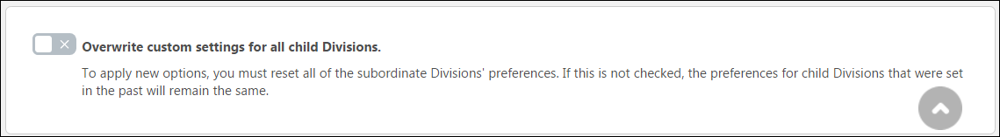 Overwrite custom settings for all child Divisions.
To apply new options, you must reset all of the subordinate Divisions' preferences. If this is not checked, the preferences for child Divisions that were set
in the past will remain the same.